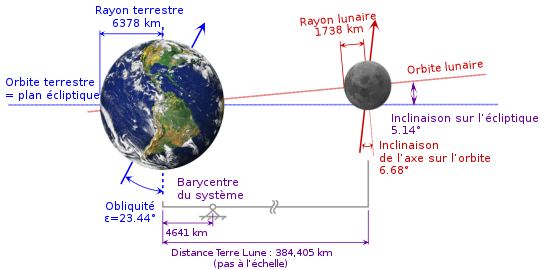 Rayon terrestre
6378 km
Rayon lunaire
1738 km
Orbite lunaire
Orbite terrestre
= plan écliptique
Inclinaison sur l'écliptique
5.14°
Inclinaison
de l'axe sur l'orbite
6.68°
Barycentre
du système
Obliquité
ε=23.44°
4641 km
Distance Terre Lune : 384,405 km
(pas à l'échelle)